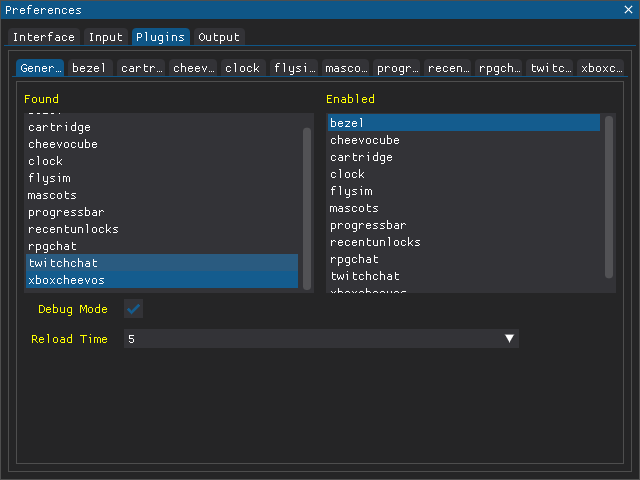 Preferences
Interface Input Plugins Output
Gener… bezel cartr… cheev… clock flysi… masco… progr… recen… rpgch… twitc… xboxc…
Found
Enabled
bezel
cartridge
cheevocube
clock
flysim
mascots
progressbar
recentunlocks
rpgchat
twitchchat
xboxcheevos
bezel
cheevocube
cartridge
clock
flysim
mascots
progressbar
recentunlocks
rpgchat
twitchchat
xboxcheevos
Debug Mode
Reload Time 5